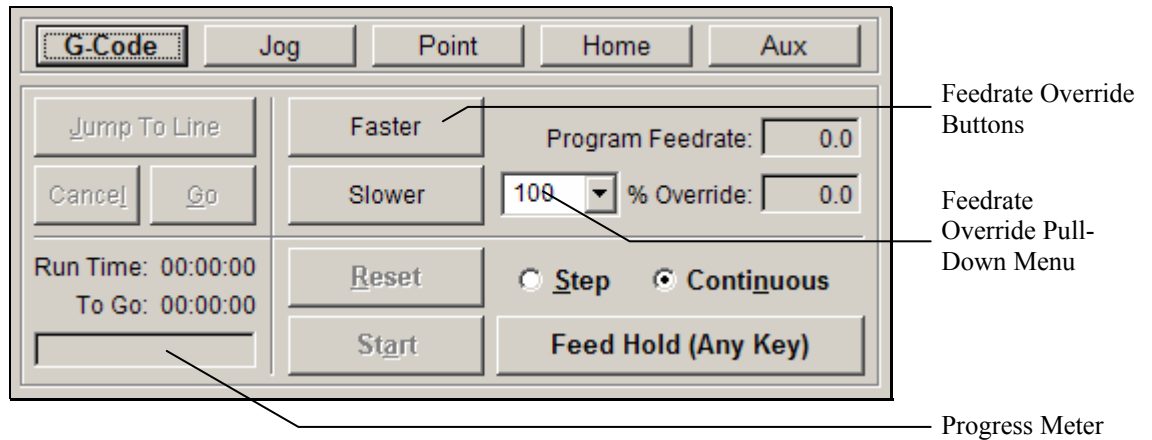 G-Code Jog Point Home Aux
Jump To Line
Cancel Go
Faster
Slower
Program Feedrate: 0.0
100 % Override: 0.0
Run Time: 00:00:00
To Go: 00:00:00
Reset
Start
Step Continuous
Feed Hold (Any Key)
Feedrate Override
Buttons
Feedrate
Override Pull-
Down Menu
Progress Meter